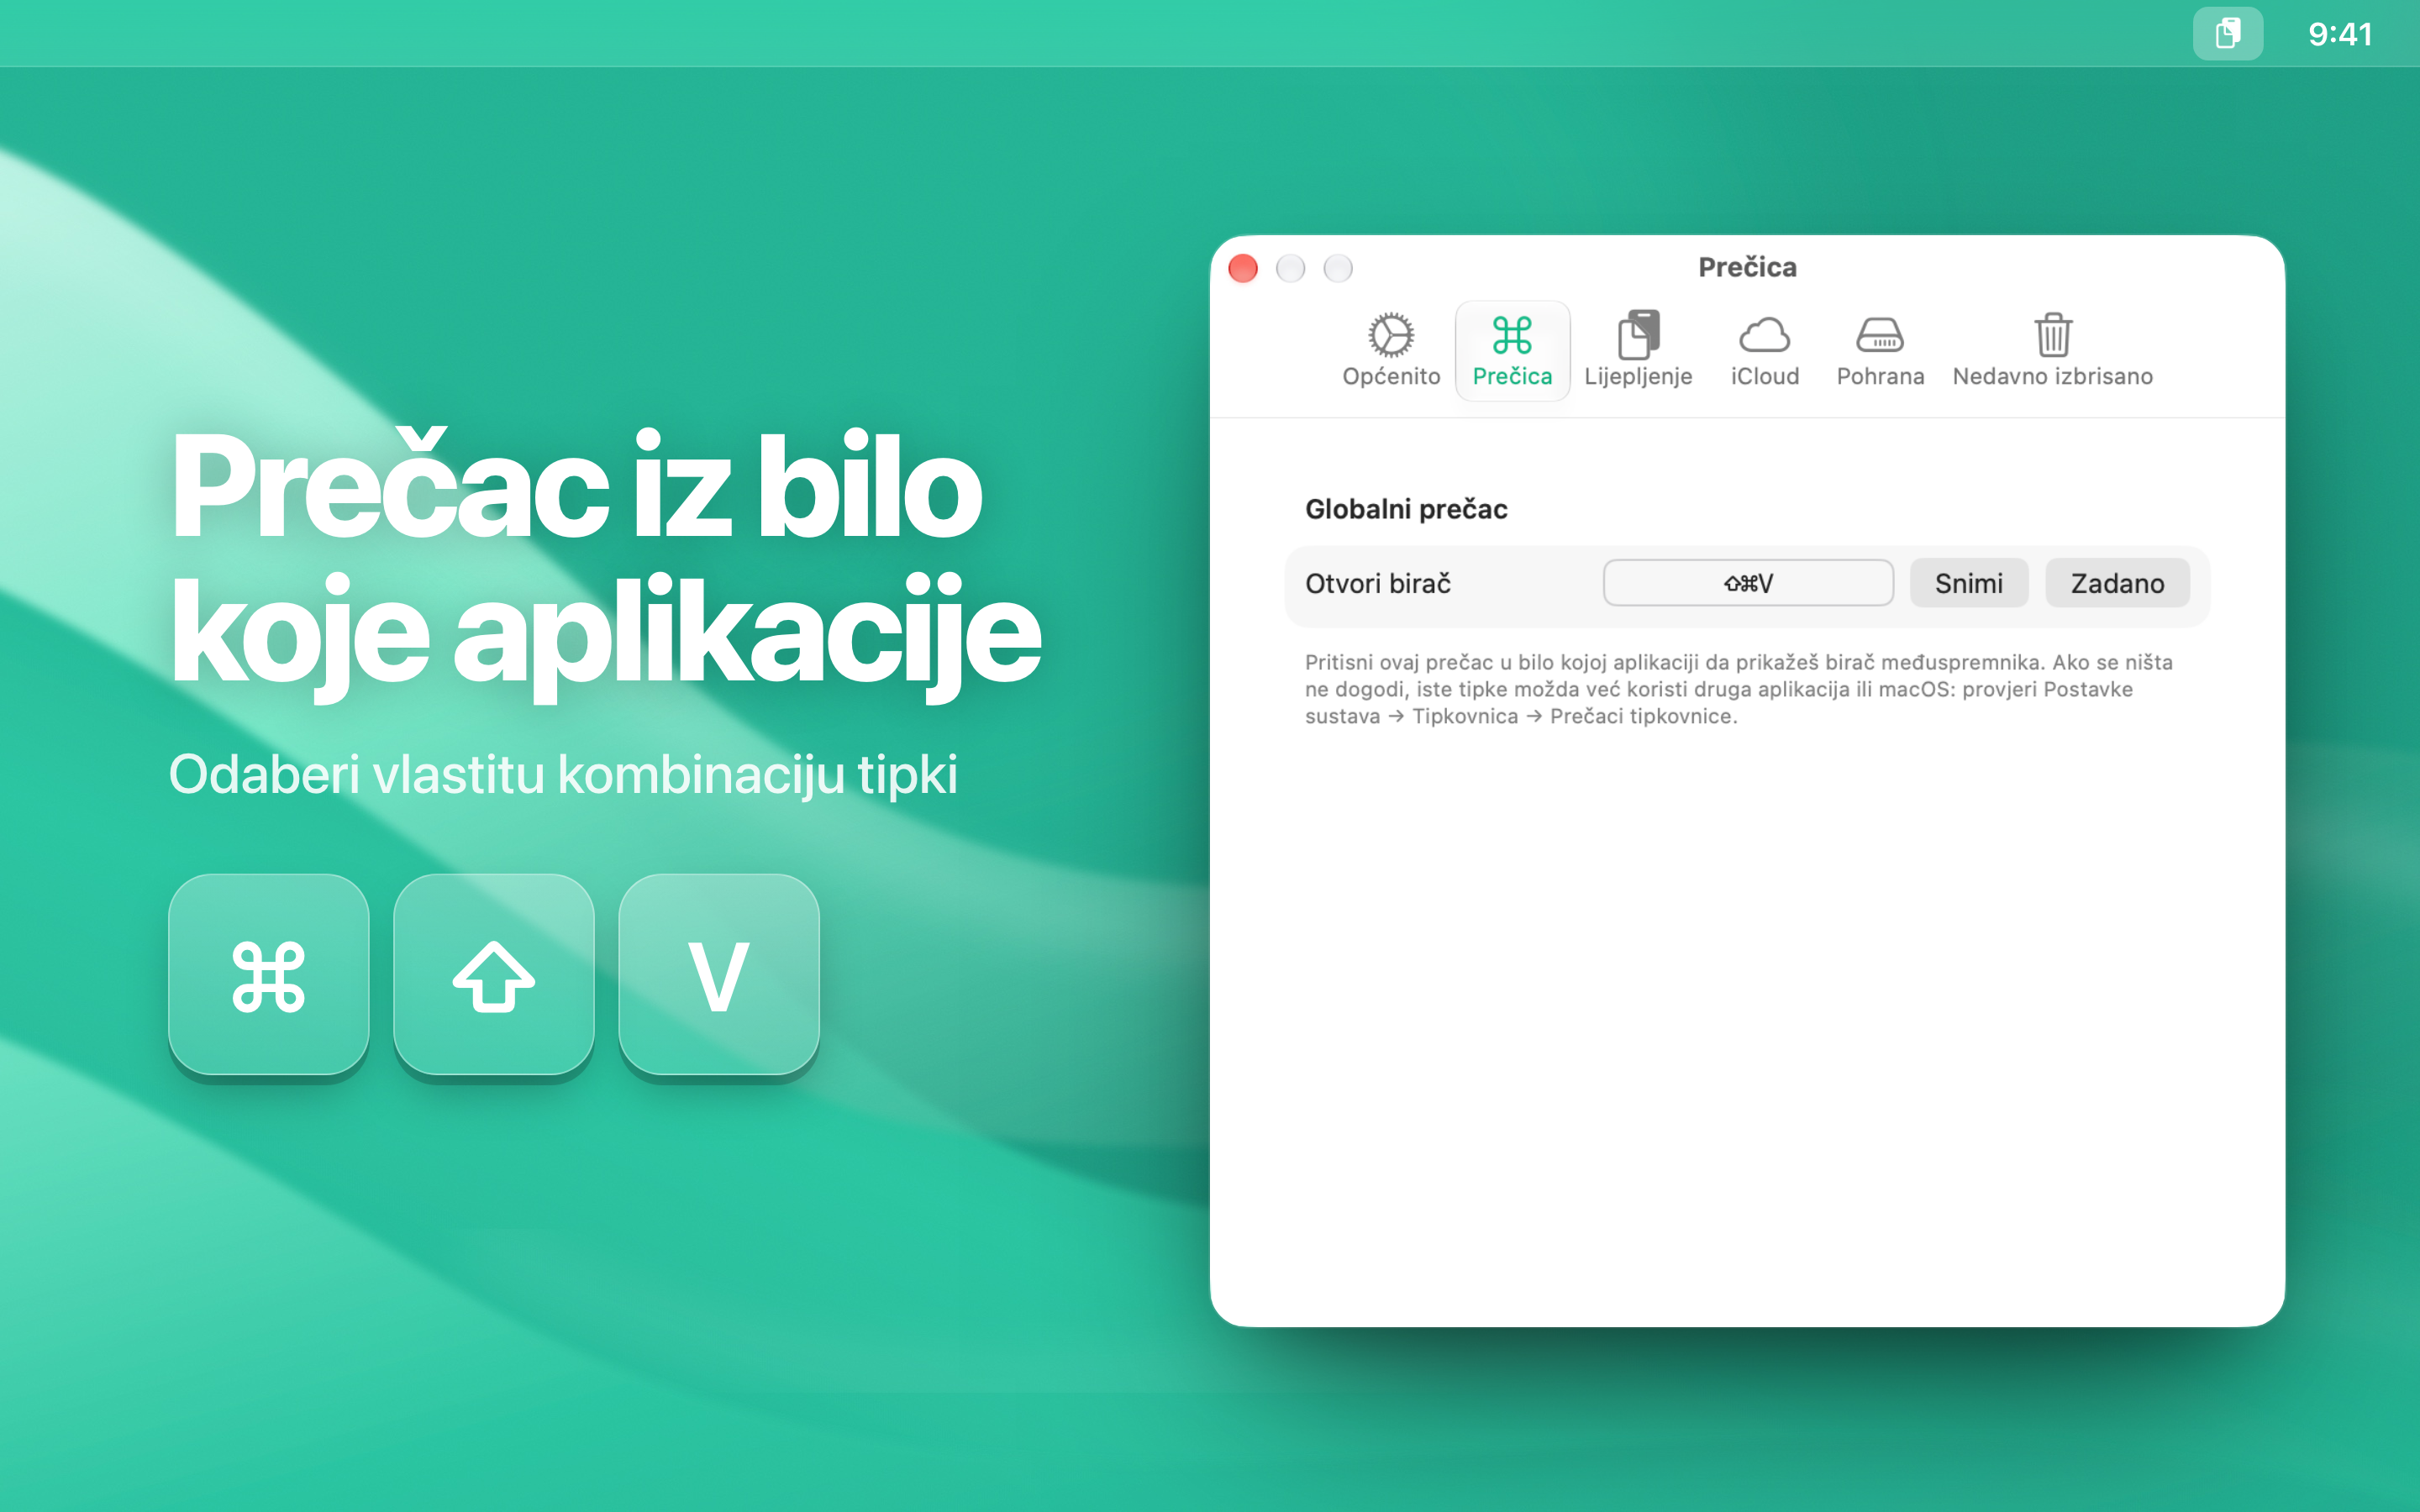 9:41
Prečac iz bilo
koje aplikacije
Odaberi vlastitu kombinaciju tipki
⌘ ⇧ V
Prečica
Općenito Prečica Lijepljenje iCloud Pohrana Nedavno izbrisano
Globalni prečac
Otvori birač ⇧⌘V Snimi Zadano
Pritisni ovaj prečac u bilo kojoj aplikaciji da prikažeš birač međuspremnika. Ako se ništa
ne dogodi, iste tipke možda već koristi druga aplikacija ili macOS: provjeri Postavke
sustava → Tipkovnica → Prečaci tipkovnice.